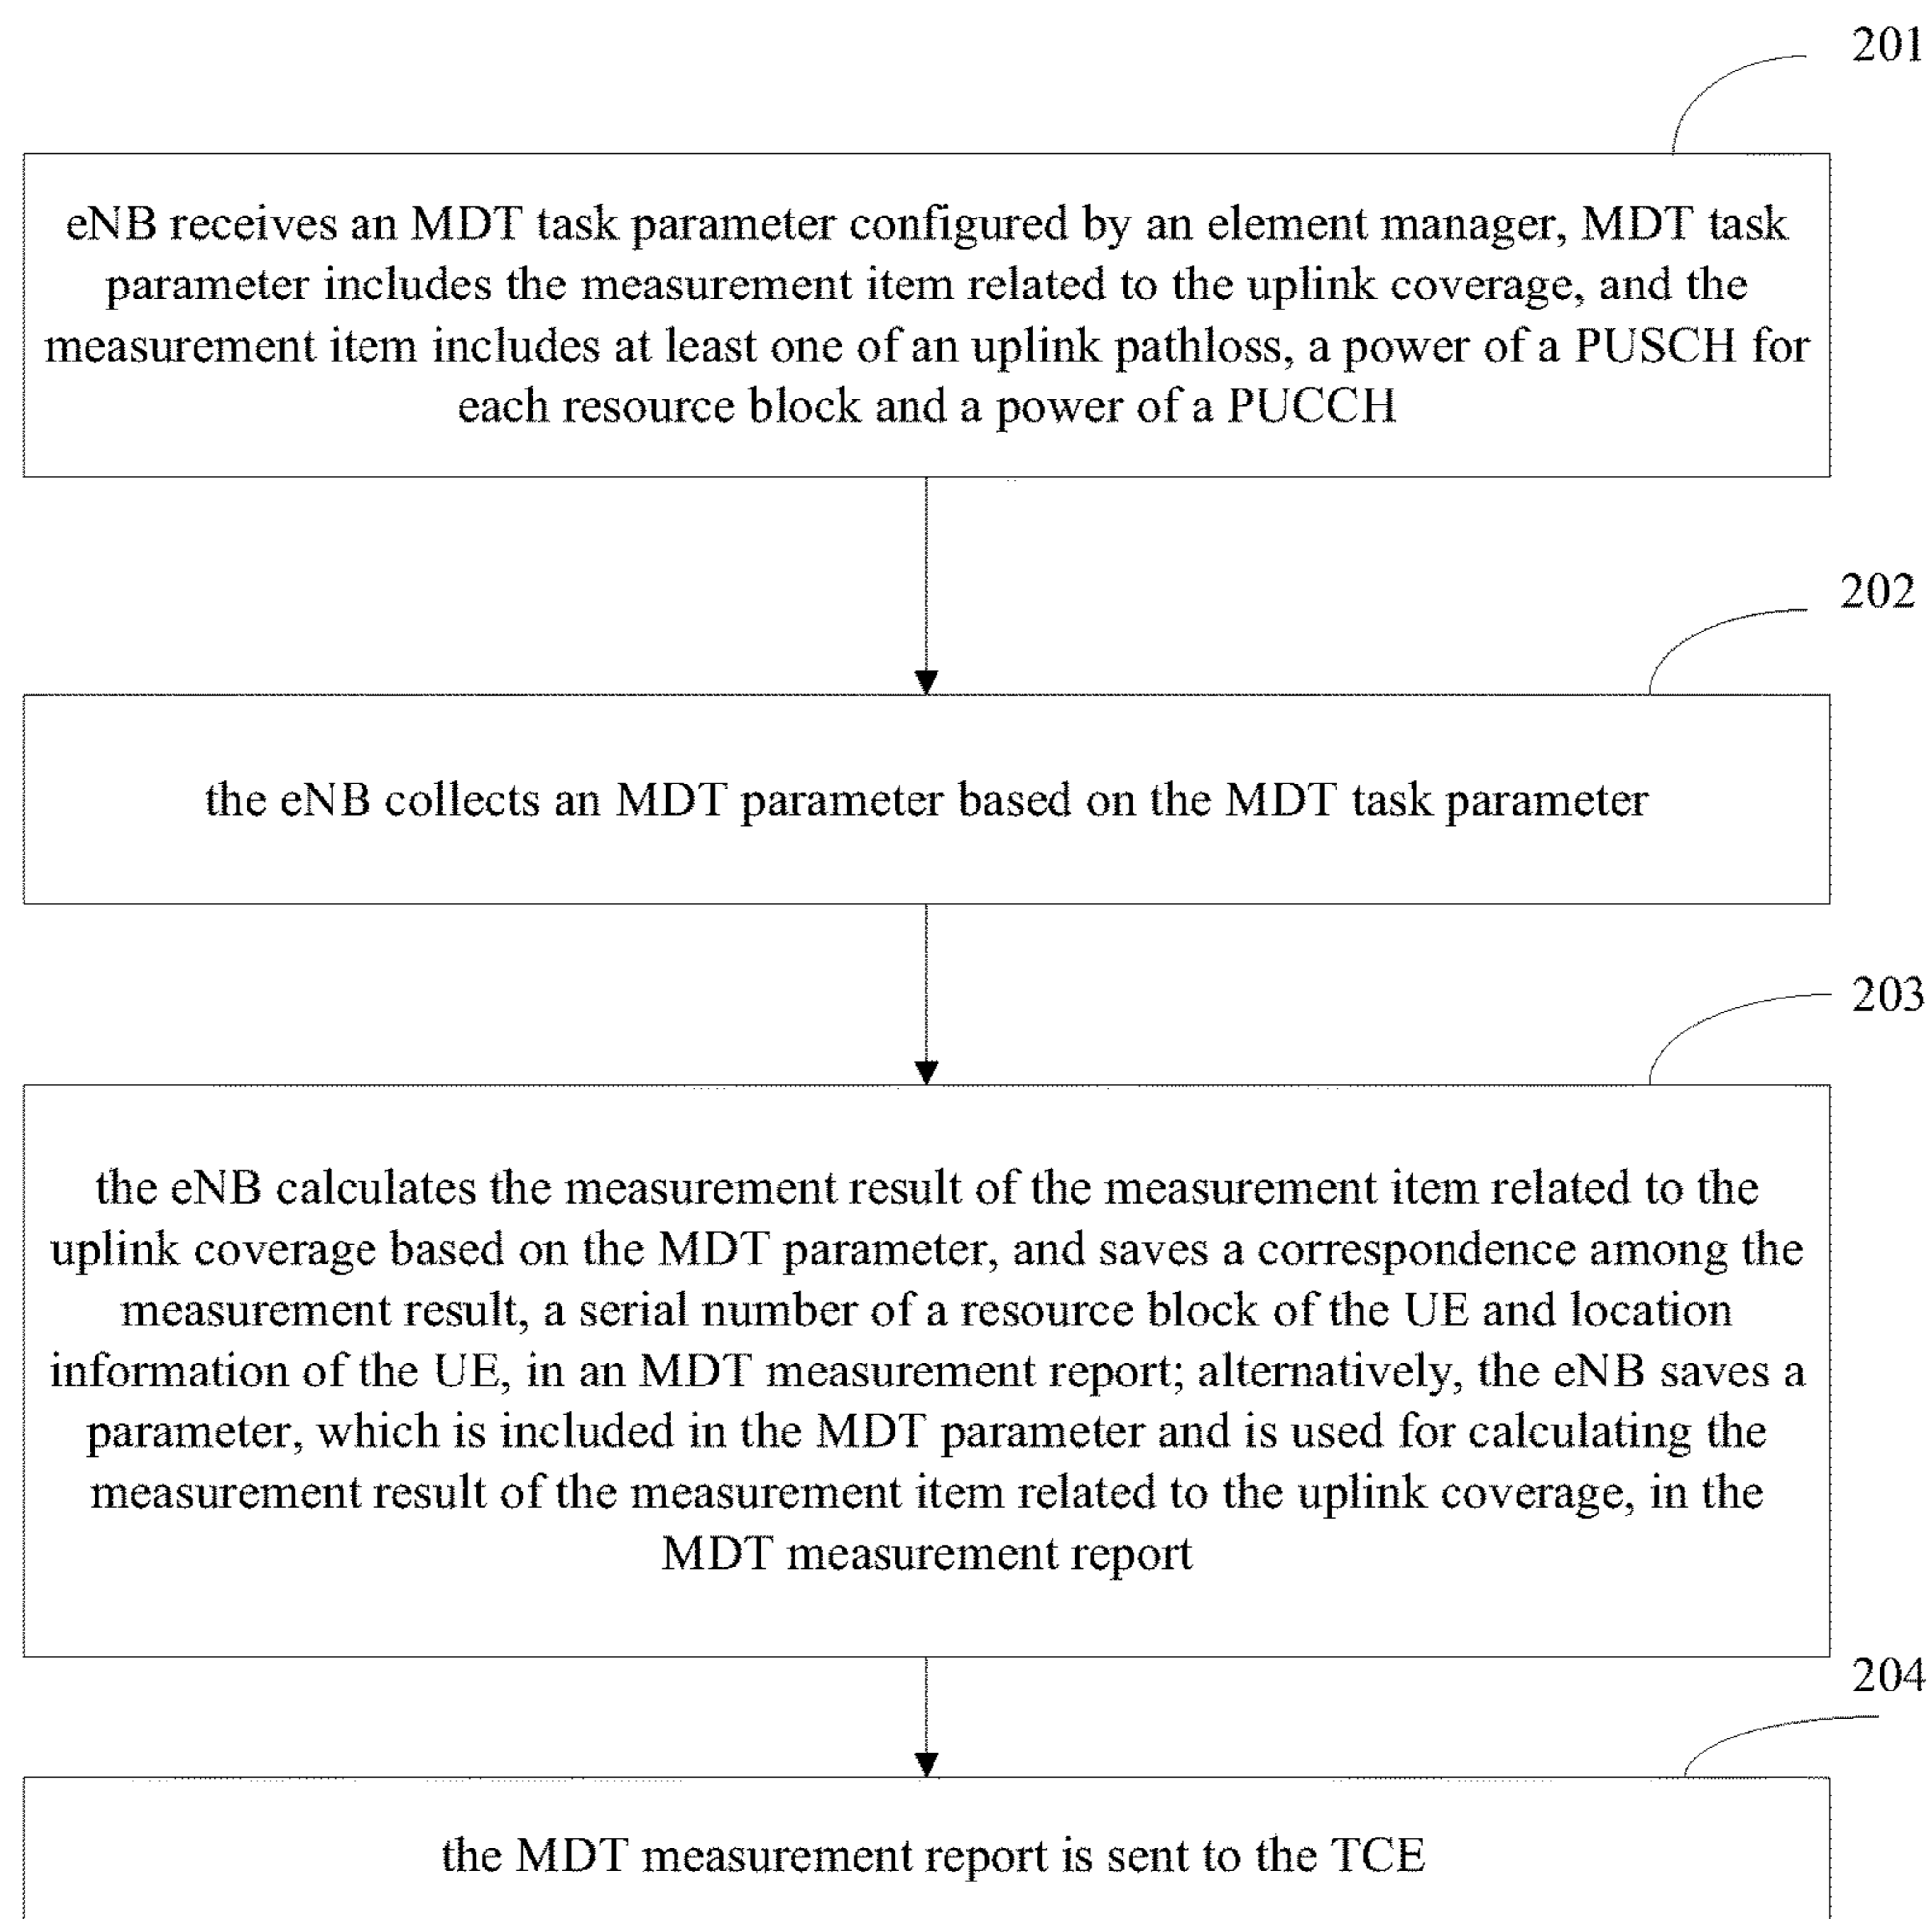 201
eNB receives an MDT task parameter configured by an element manager, MDT task
parameter includes the measurement item related to the uplink coverage, and the
measurement item includes at least one of an uplink pathloss, a power of a PUSCH for
each resource block and a power of a PUCCH
202
the eNB collects an MDT parameter based on the MDT task parameter
203
the eNB calculates the measurement result of the measurement item related to the
uplink coverage based on the MDT parameter, and saves a correspondence among the
measurement result, a serial number of a resource block of the UE and location
information of the UE, in an MDT measurement report; alternatively, the eNB saves a
parameter, which is included in the MDT parameter and is used for calculating the
measurement result of the measurement item related to the uplink coverage, in the
MDT measurement report
204
the MDT measurement report is sent to the TCE